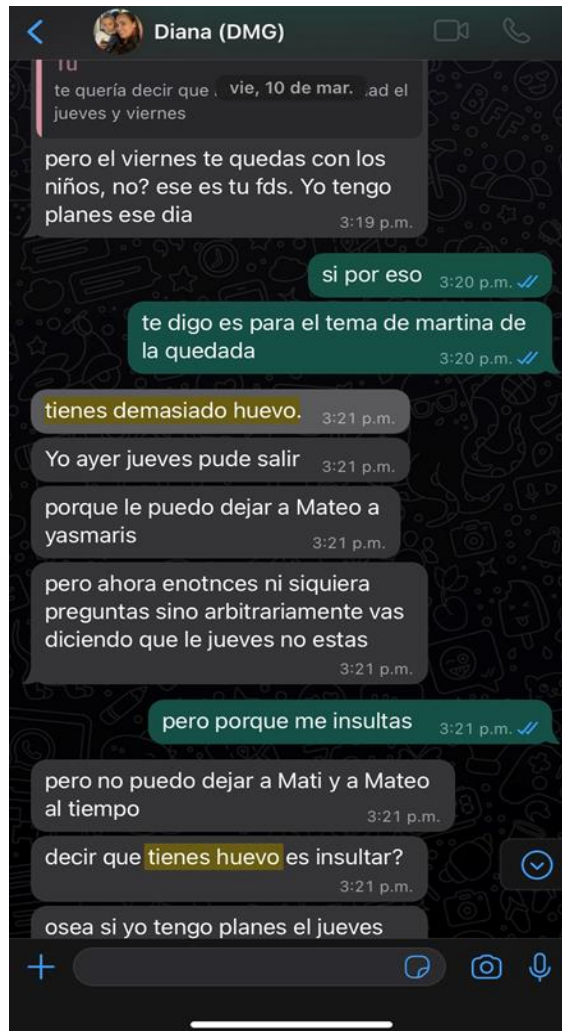 Diana (DMG)
Tu
te quería decir que
vie, 10 de mar.
ad el
jueves y viernes
pero el viernes te quedas con los
niños, no? ese es tu fds. Yo tengo
planes ese dia
3:19 p.m.
si por eso 3:20 p.m.
te digo es para el tema de martina de
la quedada
3:20 p.m.
tienes demasiado huevo. 3:21 p.m.
Yo ayer jueves pude salir 3:21 p.m.
porque le puedo dejar a Mateo a
yasmaris
3:21 p.m.
pero ahora enotnces ni siquiera
preguntas sino arbitrariamente vas
diciendo que le jueves no estas
3:21 p.m.
pero porque me insultas 3:21 p.m.
pero no puedo dejar a Mati y a Mateo
al tiempo
3:21 p.m.
decir que tienes huevo es insultar?
3:21 p.m.
osea si yo tengo planes el jueves